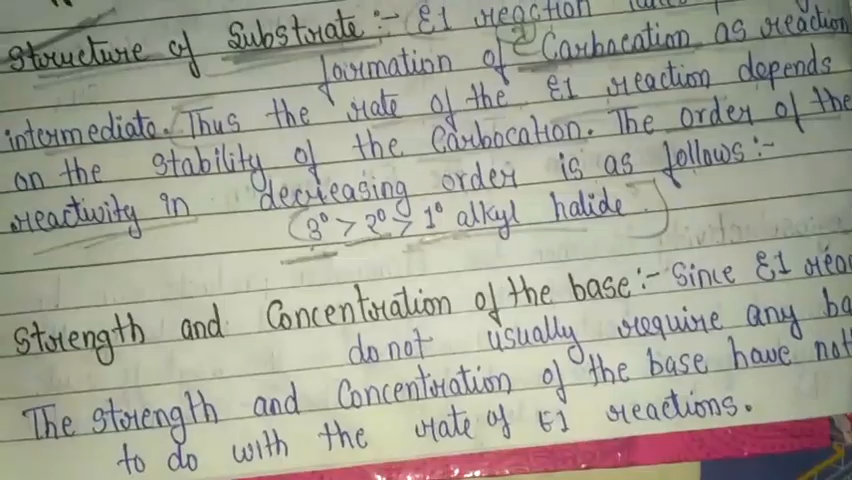 Structure of Substrate :- E1 reaction
formation of Carbocation as reaction
intermediate. Thus the rate of the E1 reaction depends
on the stability of the Carbocation. The order of the
reactivity in decreasing order is as follows :-
(3° > 2° > 1° alkyl halide)
Strength and Concentration of the base :- Since E1
do not usually require any
The strength and Concentration of the base have
to do with the rate of E1 reactions.